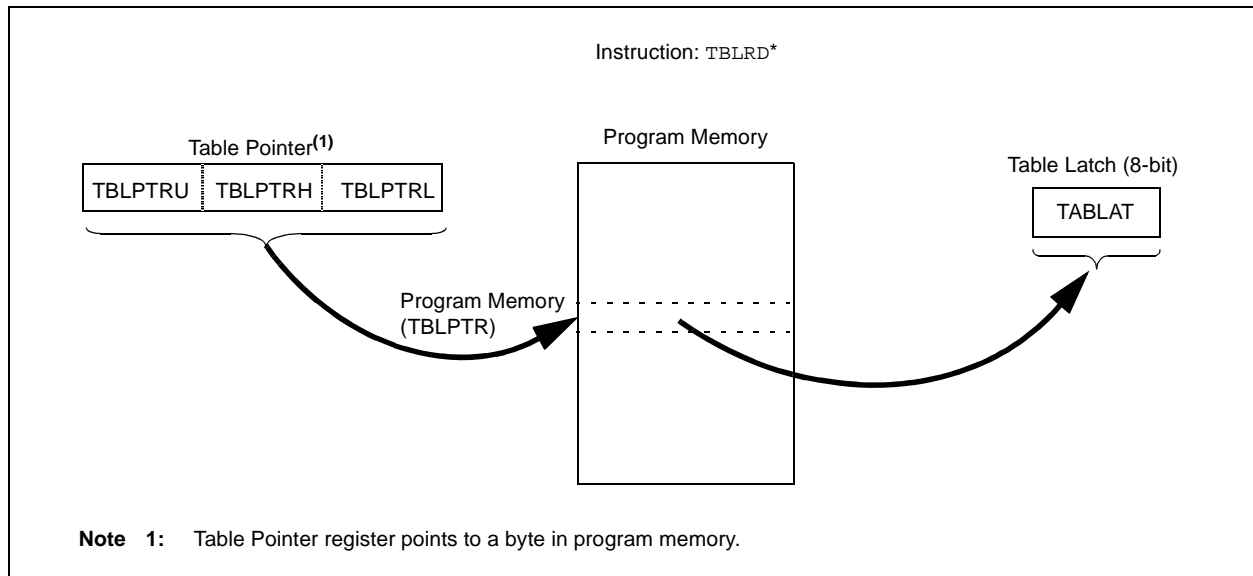 Instruction: TBLRD*
Table Pointer(1)
TBLPTRU TBLPTRH TBLPTRL
Program Memory
Table Latch (8-bit)
TABLAT
Program Memory
(TBLPTR)
Note 1: Table Pointer register points to a byte in program memory.